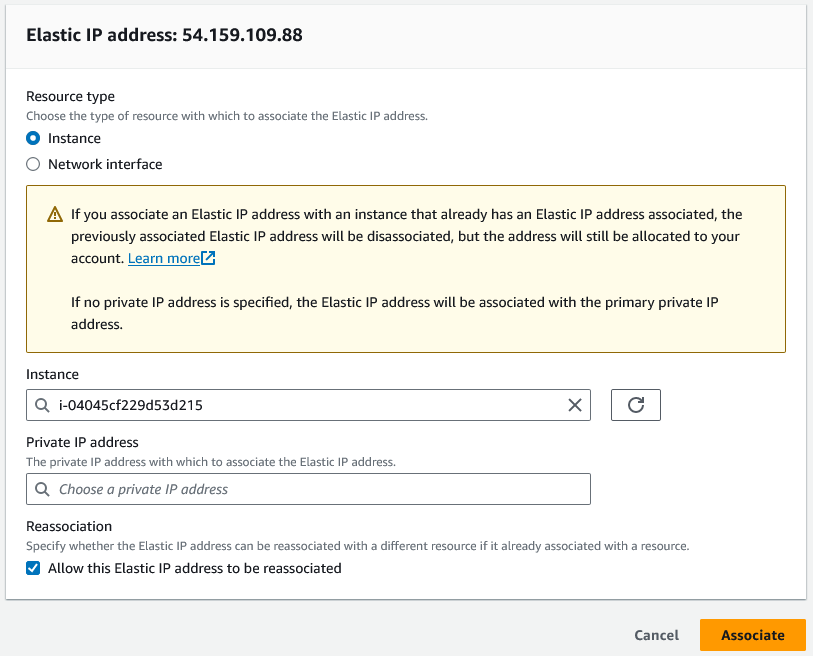 Elastic IP address: 54.159.109.88
Resource type
Choose the type of resource with which to associate the Elastic IP address.
Instance
Network interface
If you associate an Elastic IP address with an instance that already has an Elastic IP address associated, the
previously associated Elastic IP address will be disassociated, but the address will still be allocated to your
account. Learn more
If no private IP address is specified, the Elastic IP address will be associated with the primary private IP
address.
Instance
i-04045cf229d53d215
Private IP address
The private IP address with which to associate the Elastic IP address.
Choose a private IP address
Reassociation
Specify whether the Elastic IP address can be reassociated with a different resource if it already associated with a resource.
Allow this Elastic IP address to be reassociated
Cancel Associate